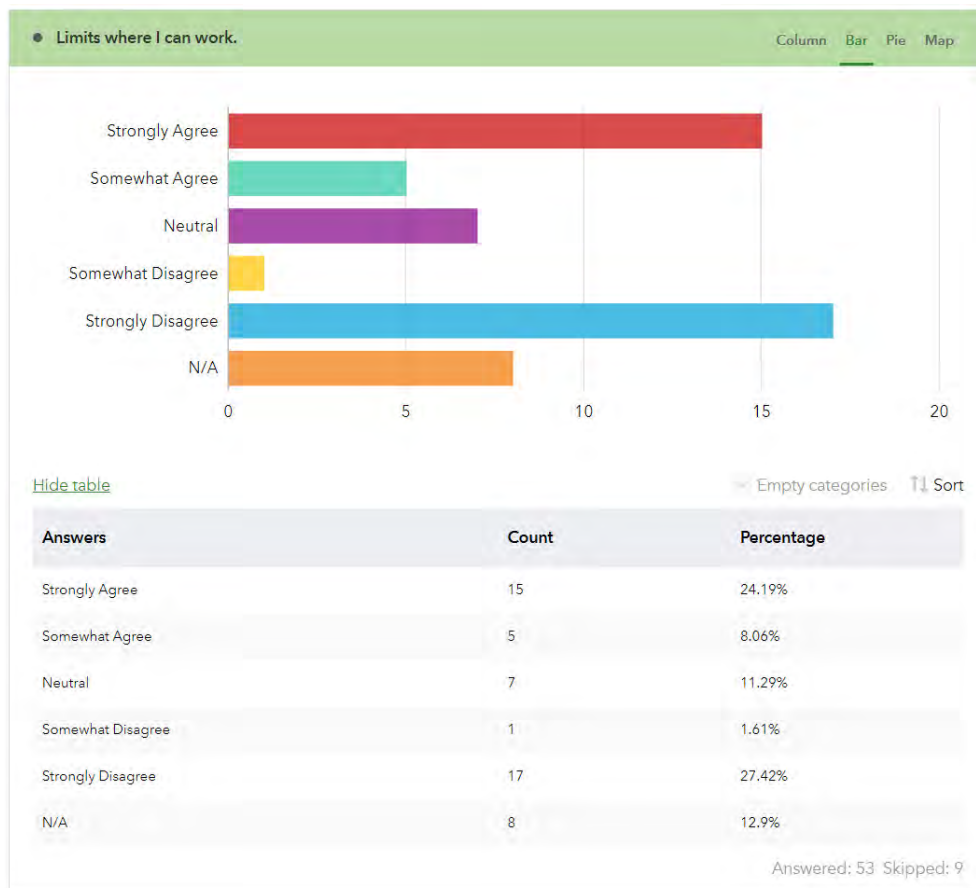 Limits where I can work.
Column Bar Pie Map
Strongly Agree
Somewhat Agree
Neutral
Somewhat Disagree
Strongly Disagree
N/A
0 5 10 15 20
Hide table
Empty categories Sort
Answers Count Percentage
Strongly Agree 15 24.19%
Somewhat Agree 5 8.06%
Neutral 7 11.29%
Somewhat Disagree 1 1.61%
Strongly Disagree 17 27.42%
N/A 8 12.9%
Answered: 53 Skipped: 9